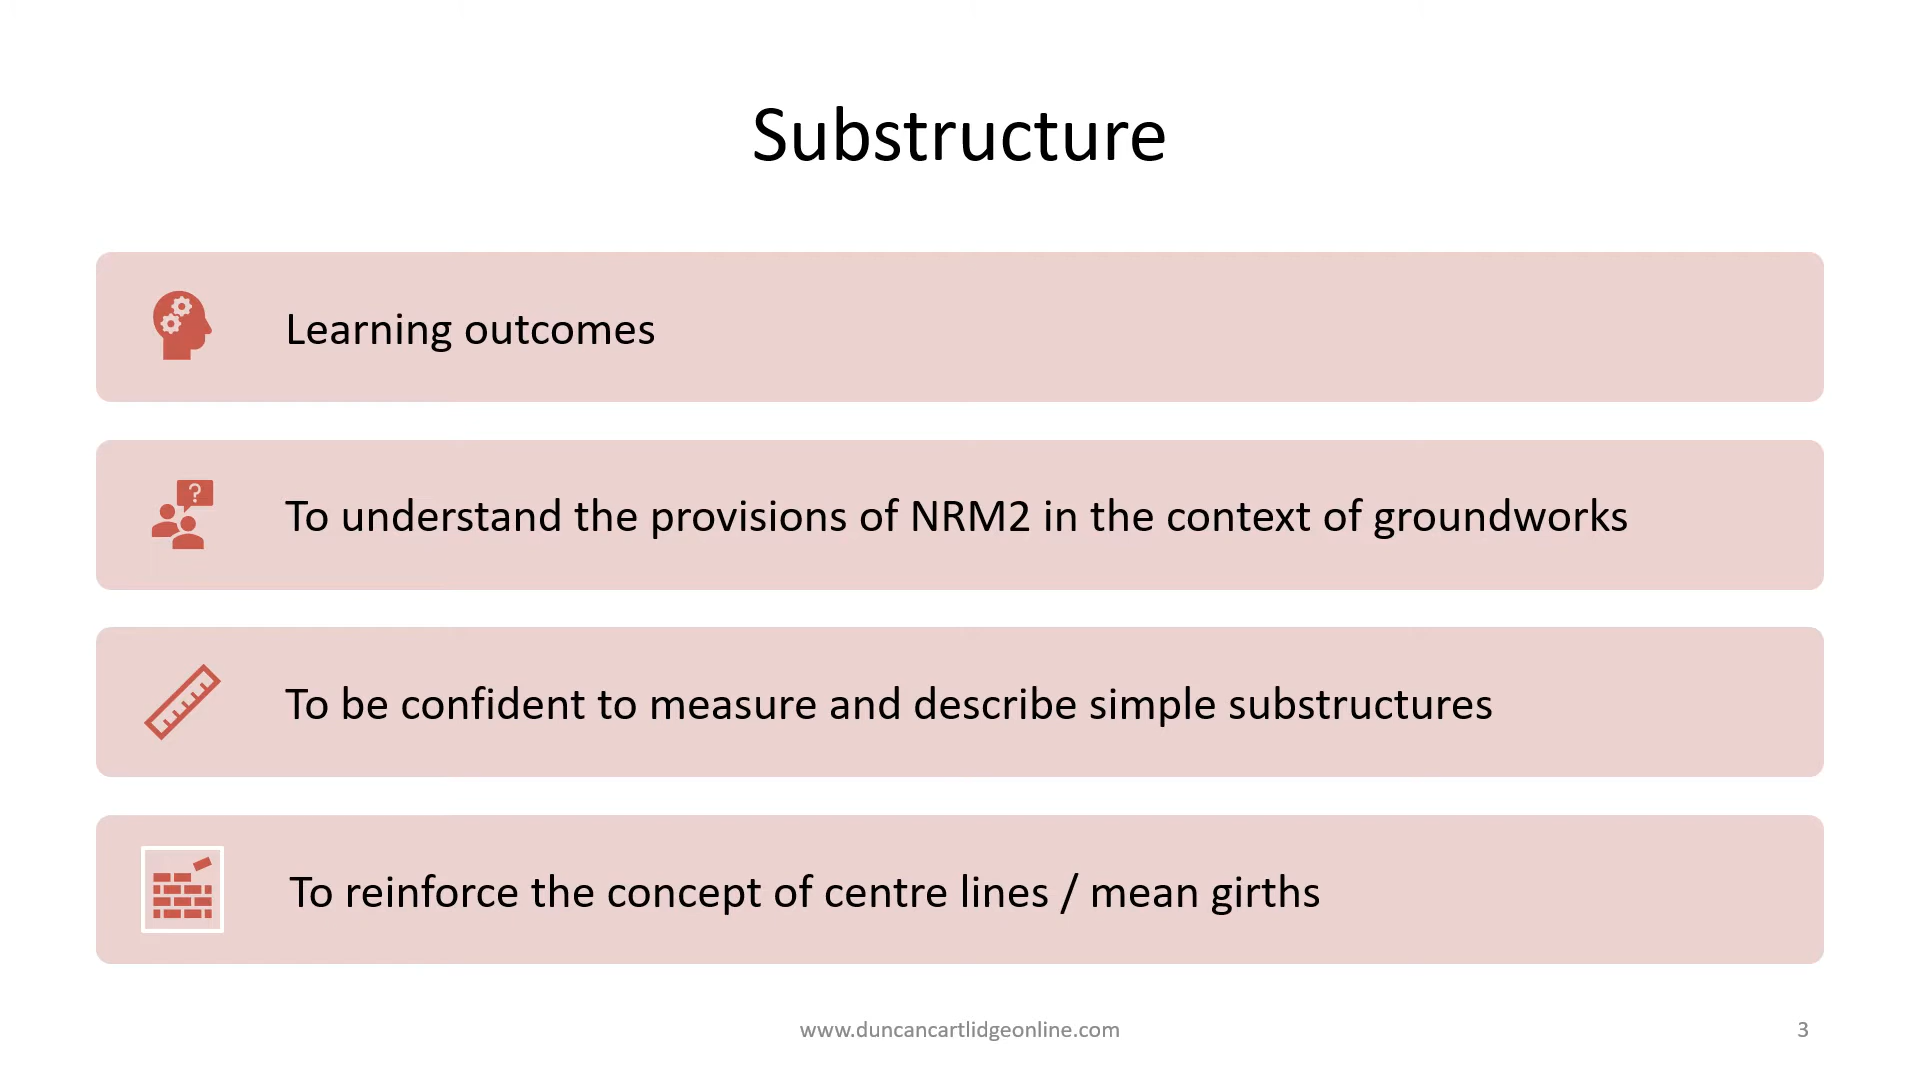 Substructure
Learning outcomes
?
To understand the provisions of NRM2 in the context of groundworks
To be confident to measure and describe simple substructures
To reinforce the concept of centre lines / mean girths
www.duncancartlidgeonline.com
3